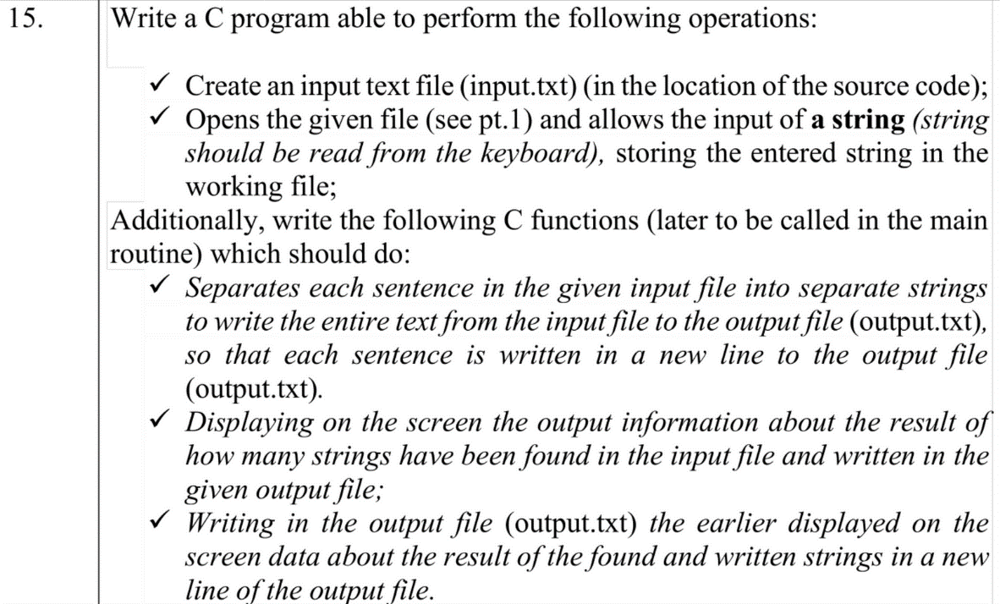 15. Write a C program able to perform the following operations:
✓ Create an input text file (input.txt) (in the location of the source code);
✓ Opens the given file (see pt.1) and allows the input of a string (string
should be read from the keyboard), storing the entered string in the
working file;
Additionally, write the following C functions (later to be called in the main
routine) which should do:
✓ Separates each sentence in the given input file into separate strings
to write the entire text from the input file to the output file (output.txt),
so that each sentence is written in a new line to the output file
(output.txt).
✓ Displaying on the screen the output information about the result of
how many strings have been found in the input file and written in the
given output file;
✓ Writing in the output file (output.txt) the earlier displayed on the
screen data about the result of the found and written strings in a new
line of the output file.